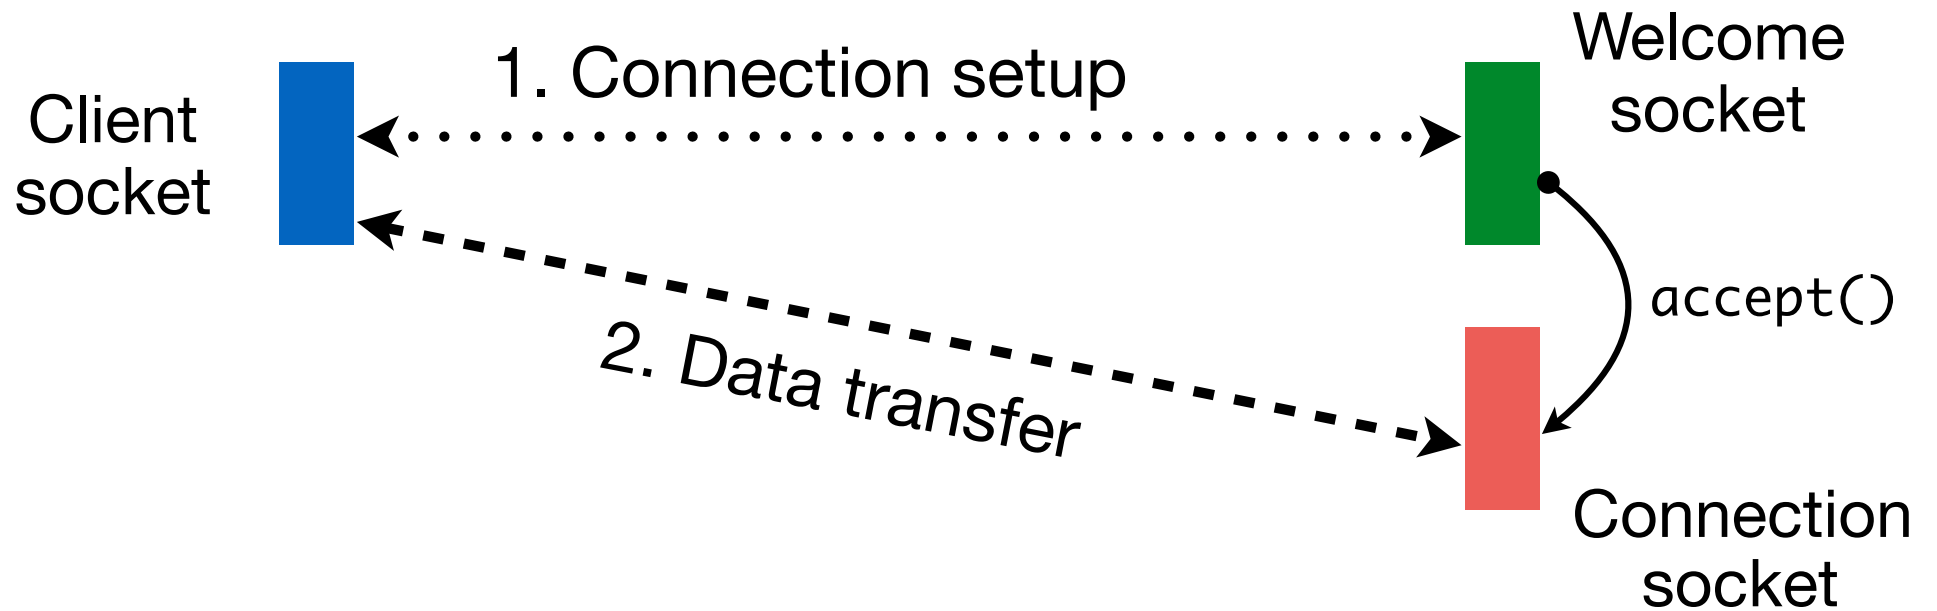 Client
socket
1. Connection setup
Welcome
socket
accept()
2. Data transfer
Connection
socket